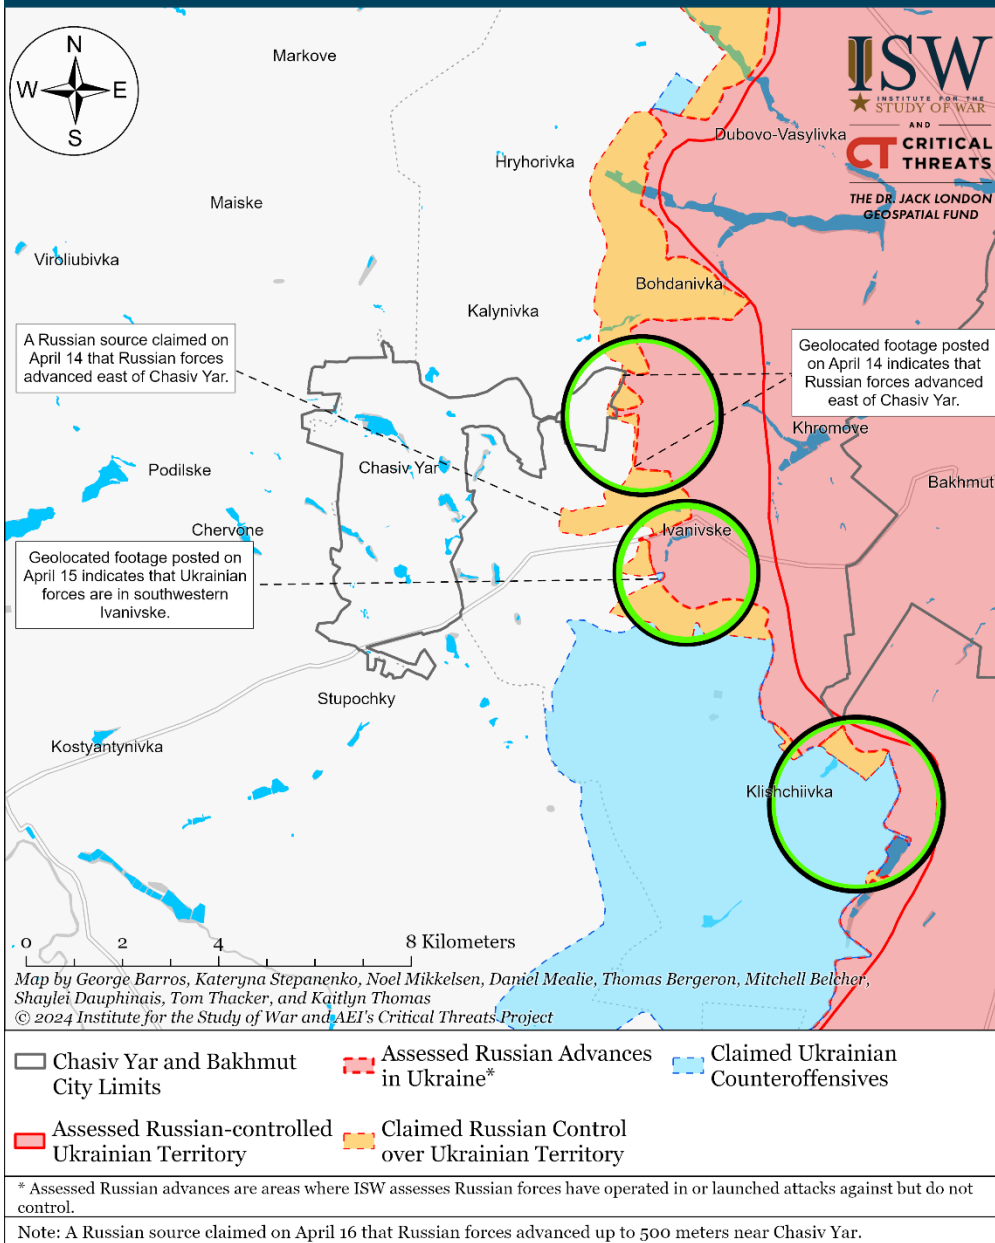 N
W
E
S
Markove
ISW
INSTITUTE FOR THE
STUDY OF WAR
AND
CT CRITICAL
THREATS
THE DR. JACK LONDON
GEOSPATIAL FUND
Dubovo-Vasylivka
Hryhorivka
Maiske
Viroliubivka
Bohdanivka
Kalynivka
A Russian source claimed on
April 14 that Russian forces
advanced east of Chasiv Yar.
Geolocated footage posted
on April 14 indicates that
Russian forces advanced
east of Chasiv Yar.
Khromove
Podilske
Chasiv Yar
Bakhmut
Chervone
Ivanivske
Geolocated footage posted on
April 15 indicates that Ukrainian
forces are in southwestern
Ivanivske.
Stupochky
Kostyantynivka
Klishchiivka
0 2 4 8 Kilometers
Map by George Barros, Kateryna Stepanenko, Noel Mikkelsen, Daniel Mealie, Thomas Bergeron, Mitchell Belcher,
Shaylei Dauphinais, Tom Thacker, and Kaitlyn Thomas
© 2024 Institute for the Study of War and AEI's Critical Threats Project
Chasiv Yar and Bakhmut
City Limits
Assessed Russian Advances
in Ukraine*
Claimed Ukrainian
Counteroffensives
Assessed Russian-controlled
Ukrainian Territory
Claimed Russian Control
over Ukrainian Territory
* Assessed Russian advances are areas where ISW assesses Russian forces have operated in or launched attacks against but do not
control.
Note: A Russian source claimed on April 16 that Russian forces advanced up to 500 meters near Chasiv Yar.